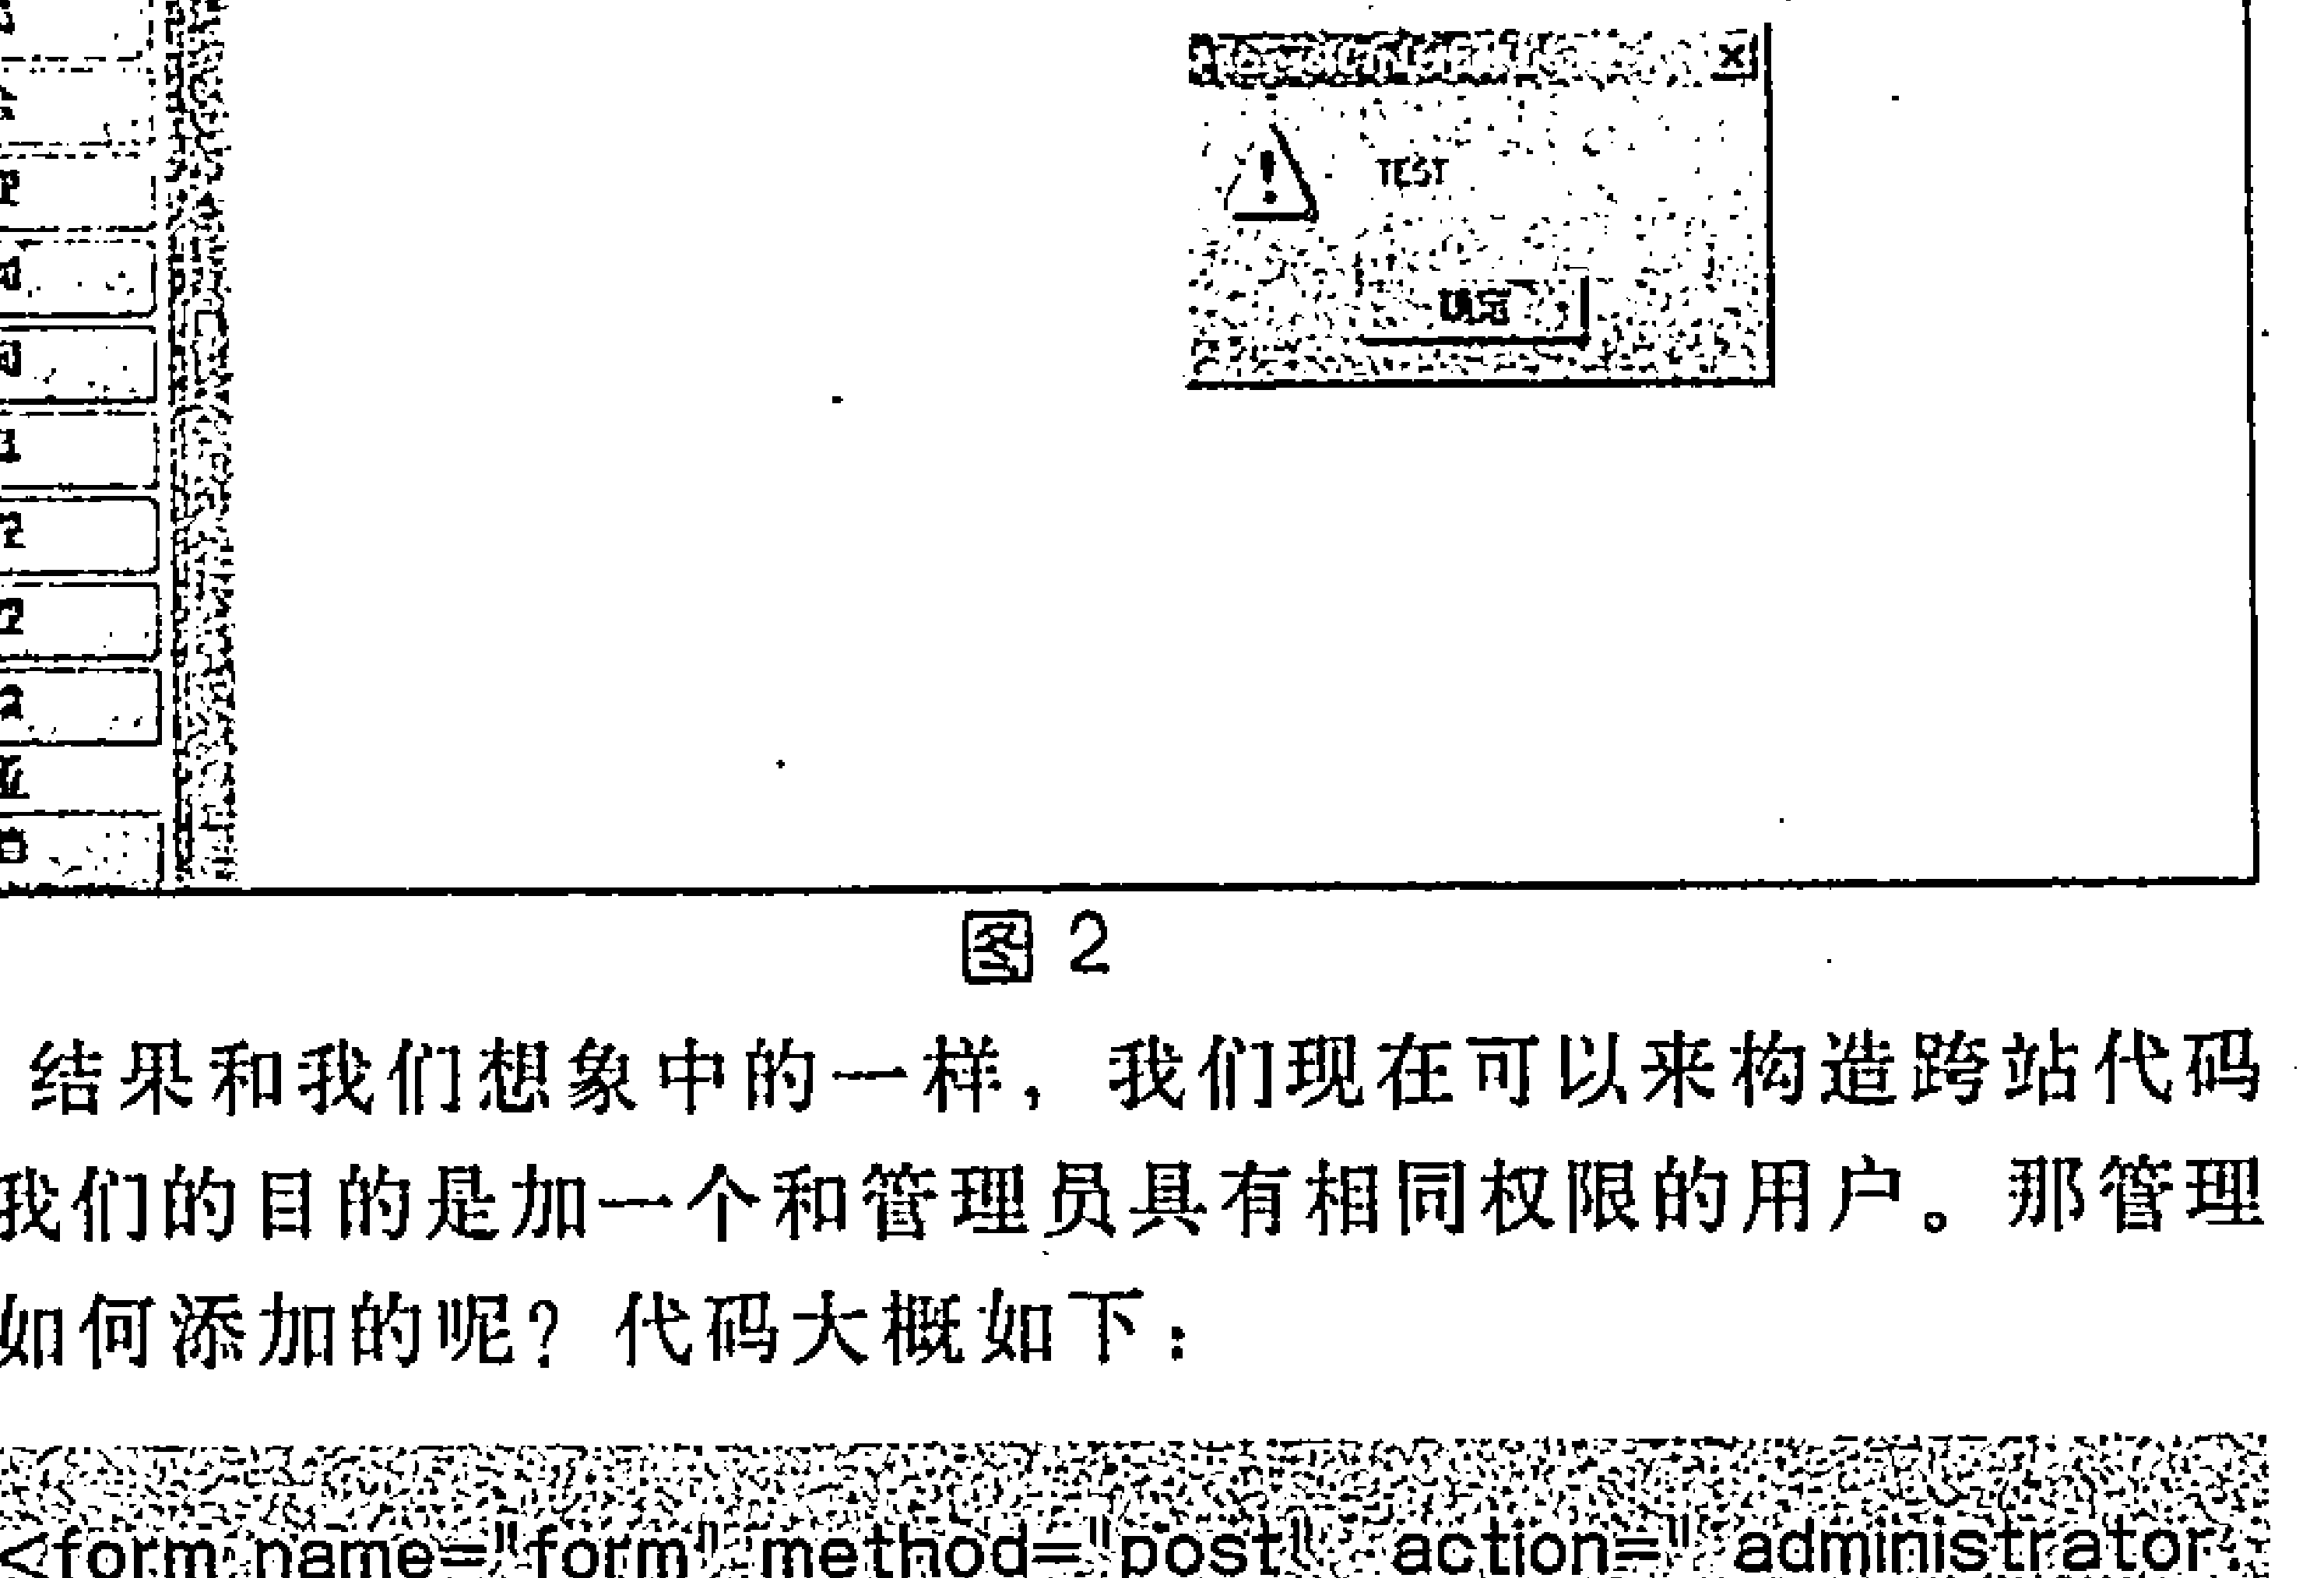 TEST
图 2
结果和我们想象中的一样，我们现在可以来构造跨站代码
我们的目的是加一个和管理员具有相同权限的用户。那管理
如何添加的呢？代码大概如下：
<form name="form" method="post" action=" administrator.